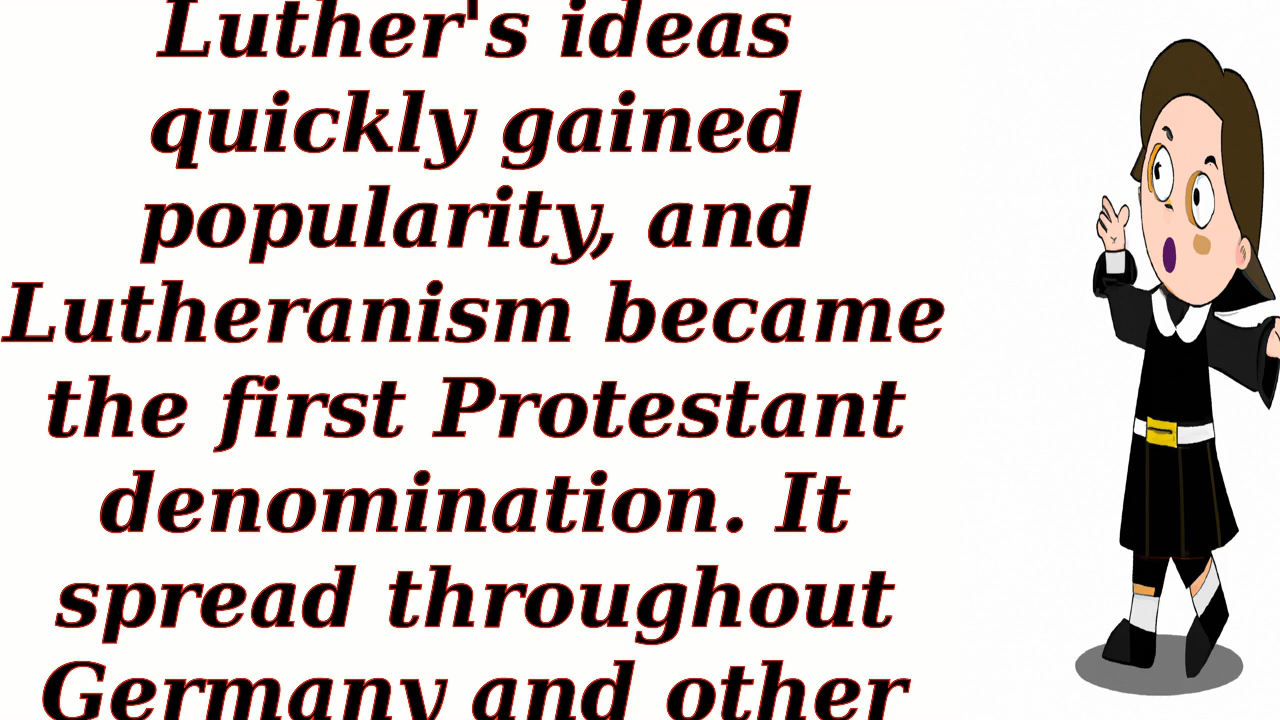 Luther's ideas
quickly gained
popularity, and
Lutheranism became
the first Protestant
denomination. It
spread throughout
Germany and other